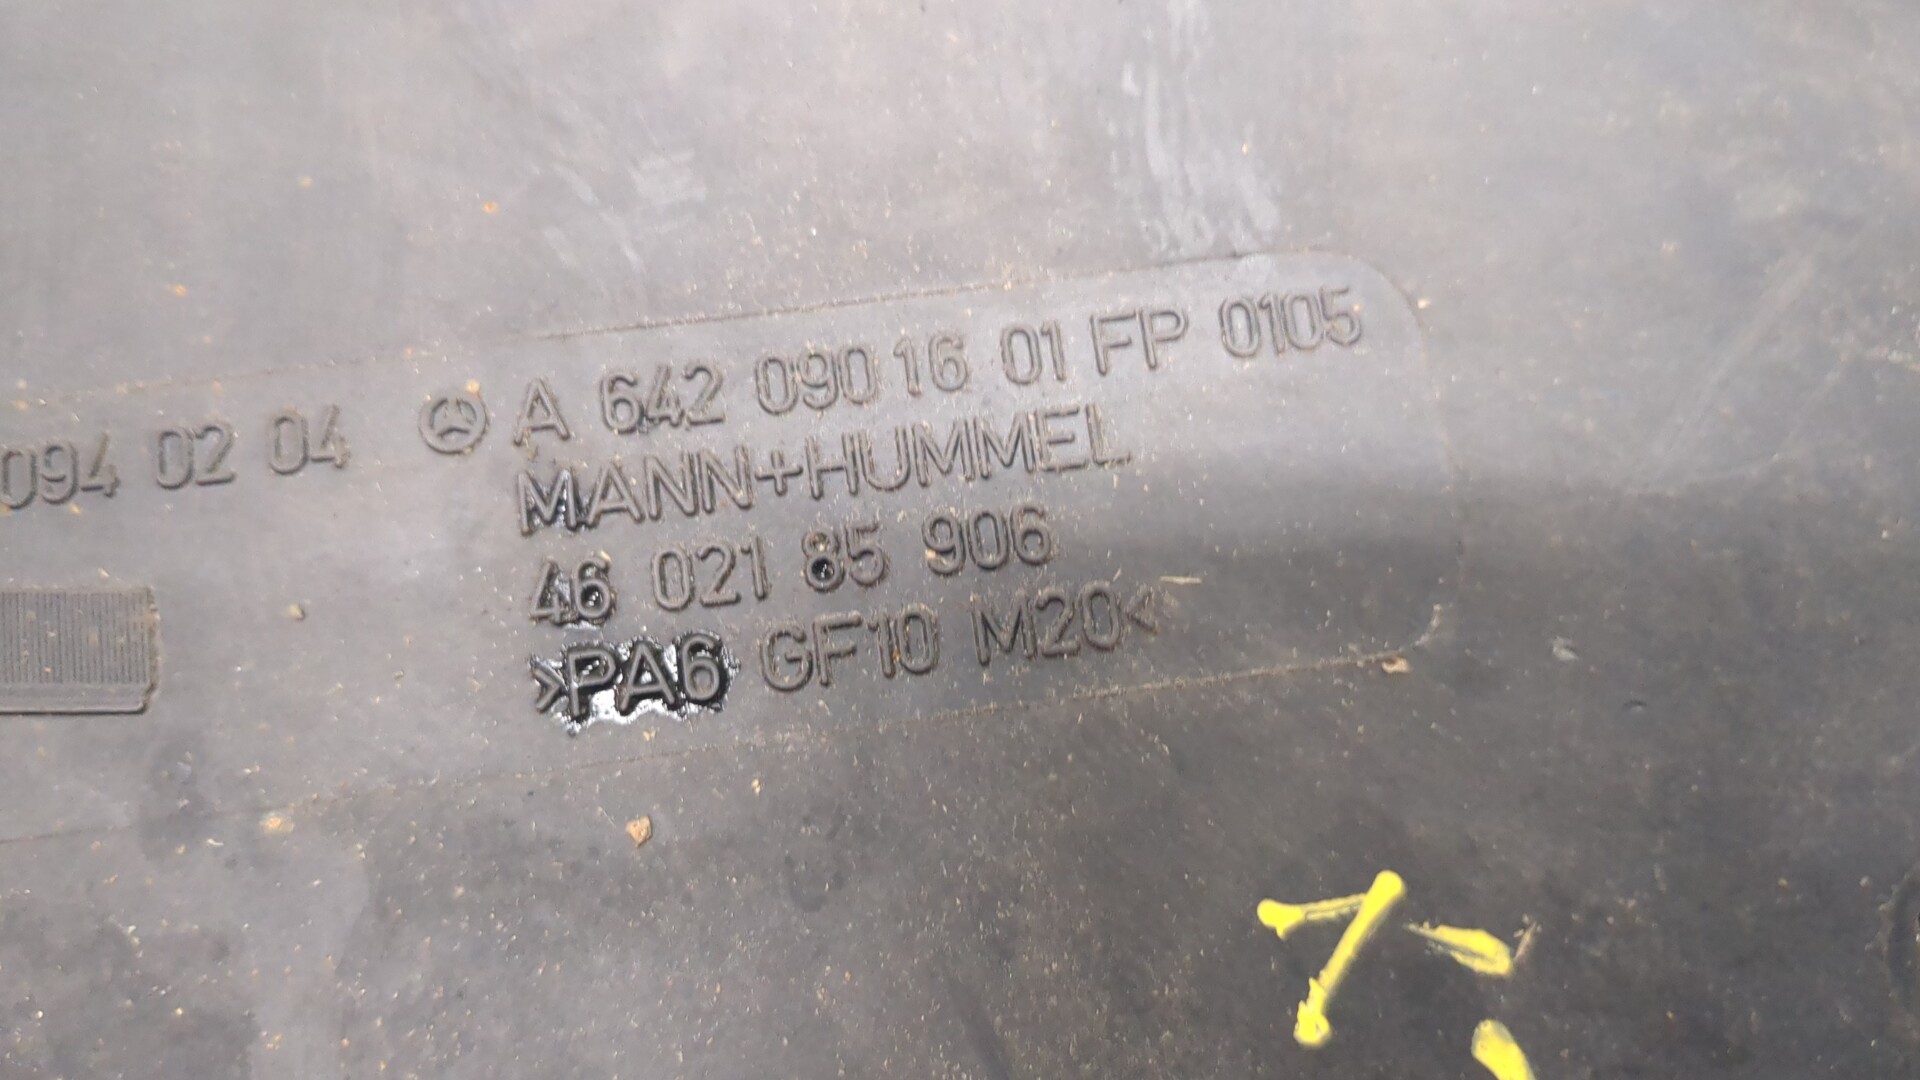 094 02 04 A 642 090 16 01 FP 0105
MANN+HUMMEL
46 021 85 906
>PA6 GF10 M20<